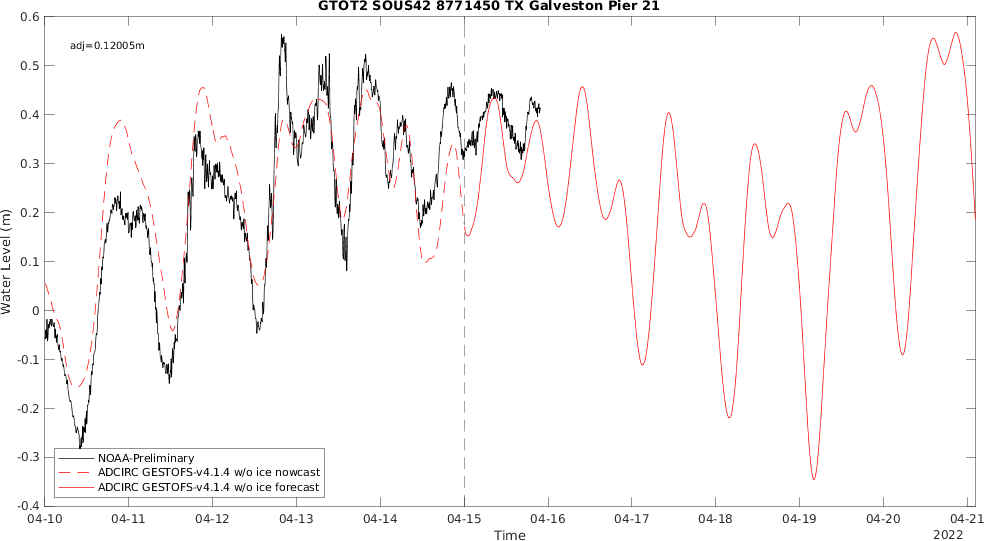 GTOT2 SOUS42 8771450 TX Galveston Pier 21
adj=0.12005m
0.6
0.5
0.4
0.3
0.2
0.1
0
-0.1
-0.2
-0.3
-0.4
Water Level (m)
NOAA-Preliminary
ADCIRC GESTOFS-v4.1.4 w/o ice nowcast
ADCIRC GESTOFS-v4.1.4 w/o ice forecast
04-10 04-11 04-12 04-13 04-14 04-15 04-16 04-17 04-18 04-19 04-20 04-21
Time
2022